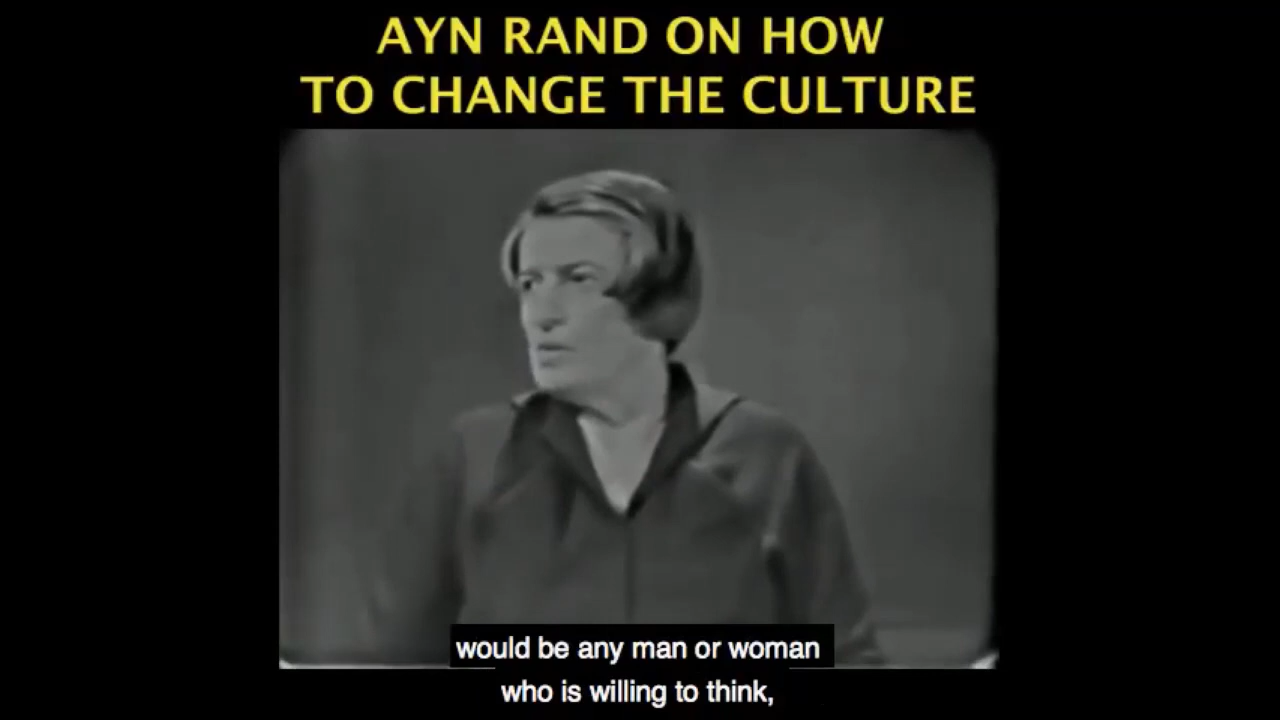 AYN RAND ON HOW
TO CHANGE THE CULTURE
would be any man or woman
who is willing to think,